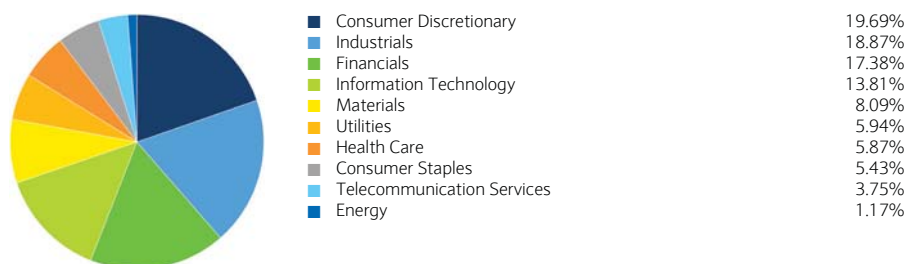 Consumer Discretionary 19.69%
Industrials 18.87%
Financials 17.38%
Information Technology 13.81%
Materials 8.09%
Utilities 5.94%
Health Care 5.87%
Consumer Staples 5.43%
Telecommunication Services 3.75%
Energy 1.17%